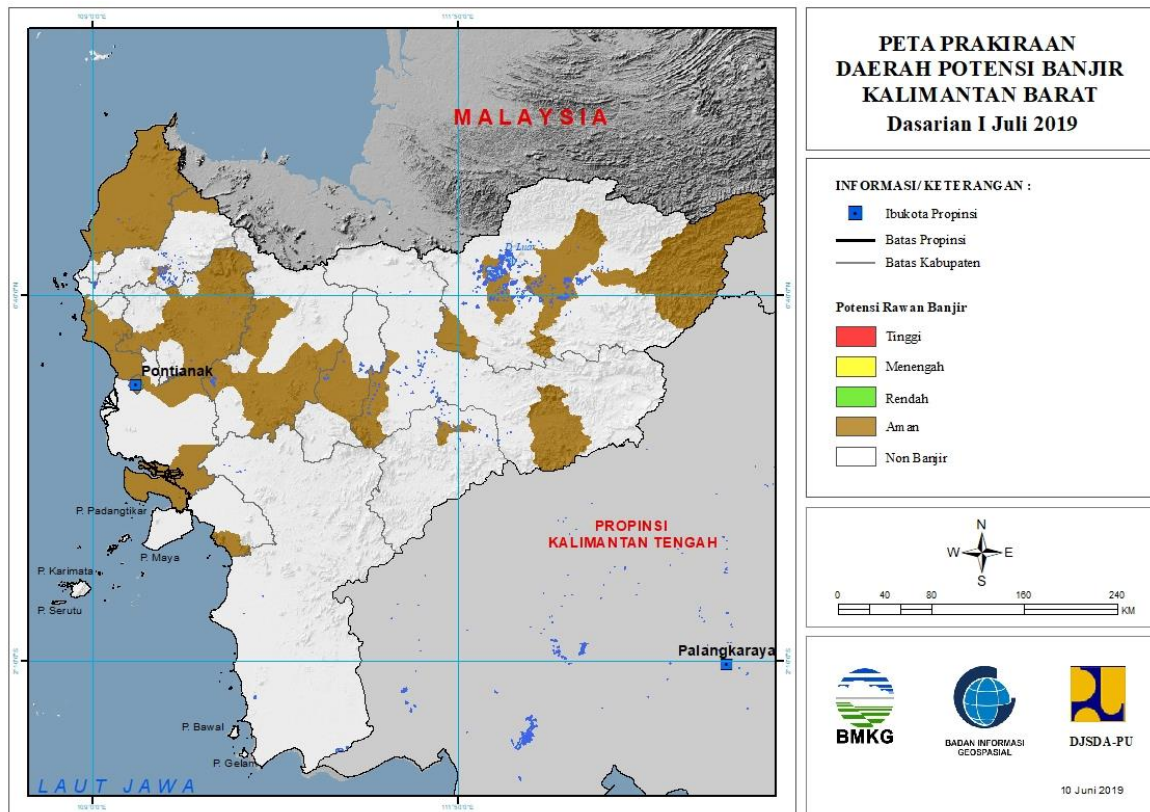 PETA PRAKIRAAN
DAERAH POTENSI BANJIR
KALIMANTAN BARAT
Dasarian I Juli 2019
INFORMASI/ KETERANGAN :
Ibukota Propinsi
Batas Propinsi
Batas Kabupaten
Potensi Rawan Banjir
Tinggi
Menengah
Rendah
Aman
Non Banjir
N
W E
S
0 40 80 160 240
KM
BMKG
BADAN INFORMASI
GEOSPASIAL
DJSDA-PU
10 Juni 2019
MALAYSIA
Pontianak
P. Padangtikar
P. Maya
P. Karimata
P. Serutu
PROPINSI
KALIMANTAN TENGAH
Palangkaraya
P. Bawal
P. Gelam
LAUT JAWA